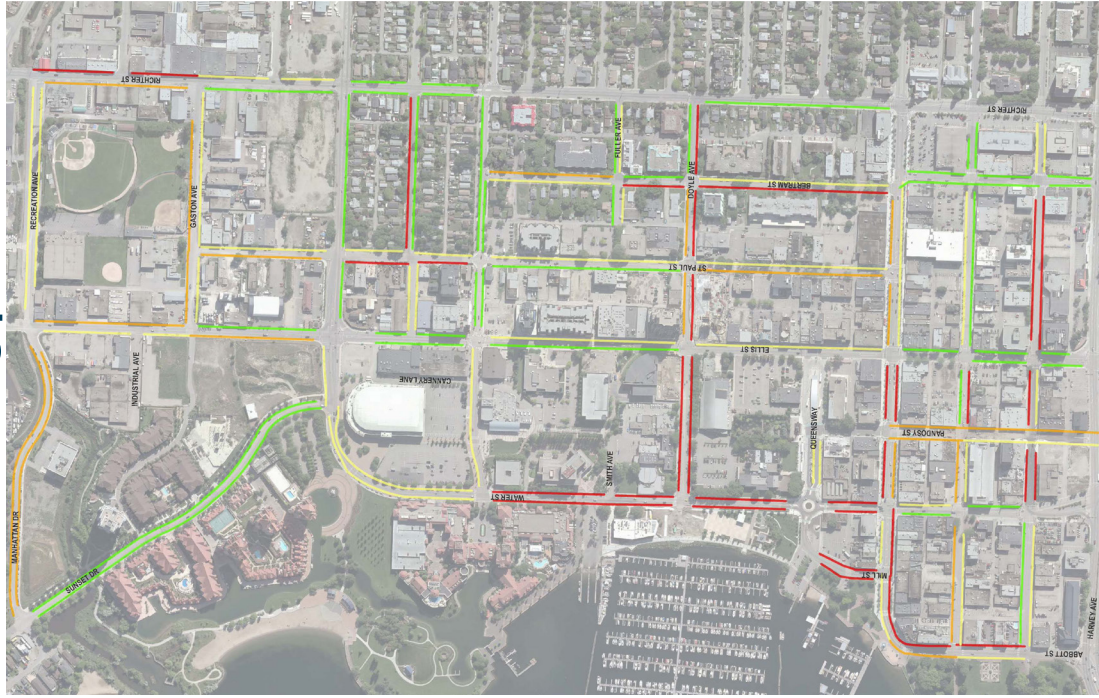 RICHTER ST
RICHTER ST
FULLER AVE
DOYLE AVE
BERTRAM ST
RECREATION AVE
GASTON AVE
ST PAUL ST
ELLIS ST
INDUSTRIAL AVE
CANNERY LANE
QUEENSWAY
PANDOSY ST
SMITH AVE
WATER ST
MANHATTAN DR
SUNSET DR
MILL ST
HARVEY AVE
ABBOTT ST